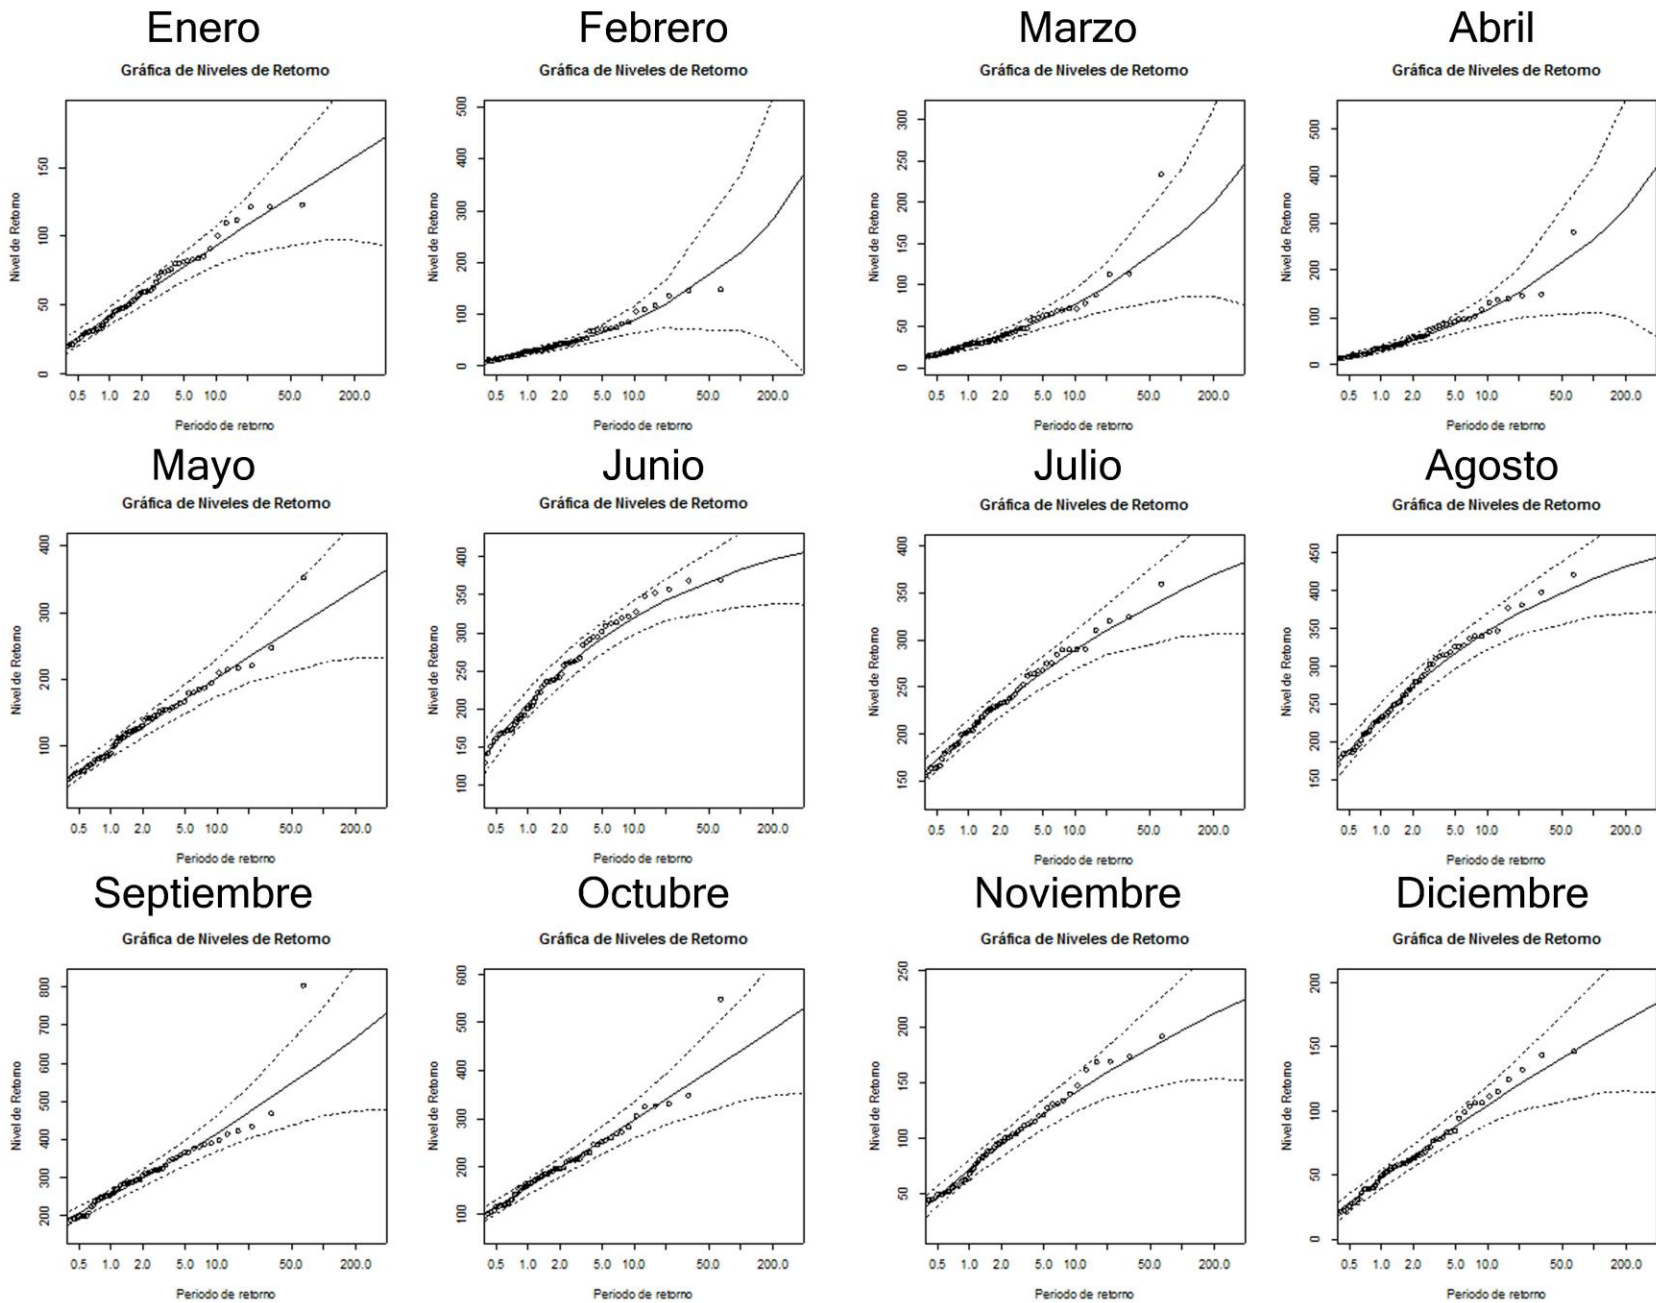 Enero
Gráfica de Niveles de Retorno
Nivel de Retorno
0 50 100 150
0.5 1.0 2.0 5.0 10.0 50.0 200.0
Periodo de retorno
Febrero
Gráfica de Niveles de Retorno
Nivel de Retorno
0 100 200 300 400 500
0.5 1.0 2.0 5.0 10.0 50.0 200.0
Periodo de retorno
Marzo
Gráfica de Niveles de Retorno
Nivel de Retorno
0 50 100 150 200 250 300
0.5 1.0 2.0 5.0 10.0 50.0 200.0
Periodo de retorno
Abril
Gráfica de Niveles de Retorno
Nivel de Retorno
0 100 200 300 400 500
0.5 1.0 2.0 5.0 10.0 50.0 200.0
Periodo de retorno
Mayo
Gráfica de Niveles de Retorno
Nivel de Retorno
100 200 300 400
0.5 1.0 2.0 5.0 10.0 50.0 200.0
Periodo de retorno
Junio
Gráfica de Niveles de Retorno
Nivel de Retorno
100 150 200 250 300 350 400
0.5 1.0 2.0 5.0 10.0 50.0 200.0
Periodo de retorno
Julio
Gráfica de Niveles de Retorno
Nivel de Retorno
150 200 250 300 350 400
0.5 1.0 2.0 5.0 10.0 50.0 200.0
Periodo de retorno
Agosto
Gráfica de Niveles de Retorno
Nivel de Retorno
150 200 250 300 350 400 450
0.5 1.0 2.0 5.0 10.0 50.0 200.0
Periodo de retorno
Septiembre
Gráfica de Niveles de Retorno
Nivel de Retorno
200 300 400 500 600 700 800
0.5 1.0 2.0 5.0 10.0 50.0 200.0
Periodo de retorno
Octubre
Gráfica de Niveles de Retorno
Nivel de Retorno
100 200 300 400 500 600
0.5 1.0 2.0 5.0 10.0 50.0 200.0
Periodo de retorno
Noviembre
Gráfica de Niveles de Retorno
Nivel de Retorno
50 100 150 200 250
0.5 1.0 2.0 5.0 10.0 50.0 200.0
Periodo de retorno
Diciembre
Gráfica de Niveles de Retorno
Nivel de Retorno
0 50 100 150 200
0.5 1.0 2.0 5.0 10.0 50.0 200.0
Periodo de retorno